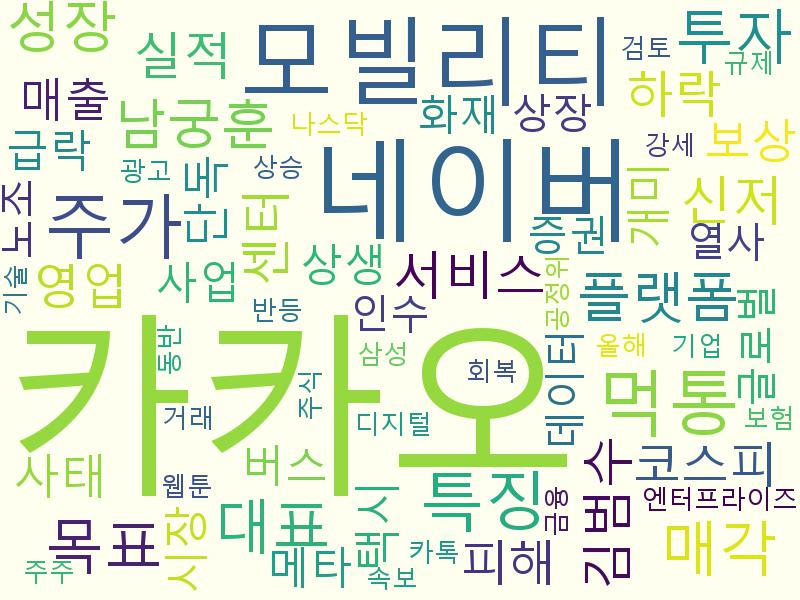 성장
실적
모빌리티
검토
투자
규제
매출
남궁훈
나스닥
화재
상장
하락
급락
광고
단독
상승
네이버
강세
보상
노조
주가
센터
상생
증권
개미
신저
열사
기술
영업
사업
반등
인수
서비스
공정위
플랫폼
글로벌
동반
카카오
삼성
회복
데이터
올해
기업
주식
거래
디지털
먹통
보험
사태
버스
웹툰
택시
특징
금융
김범수
코스피
엔터프라이즈
목표
시장
대표
메타
카톡
속보
피해
매각
주주